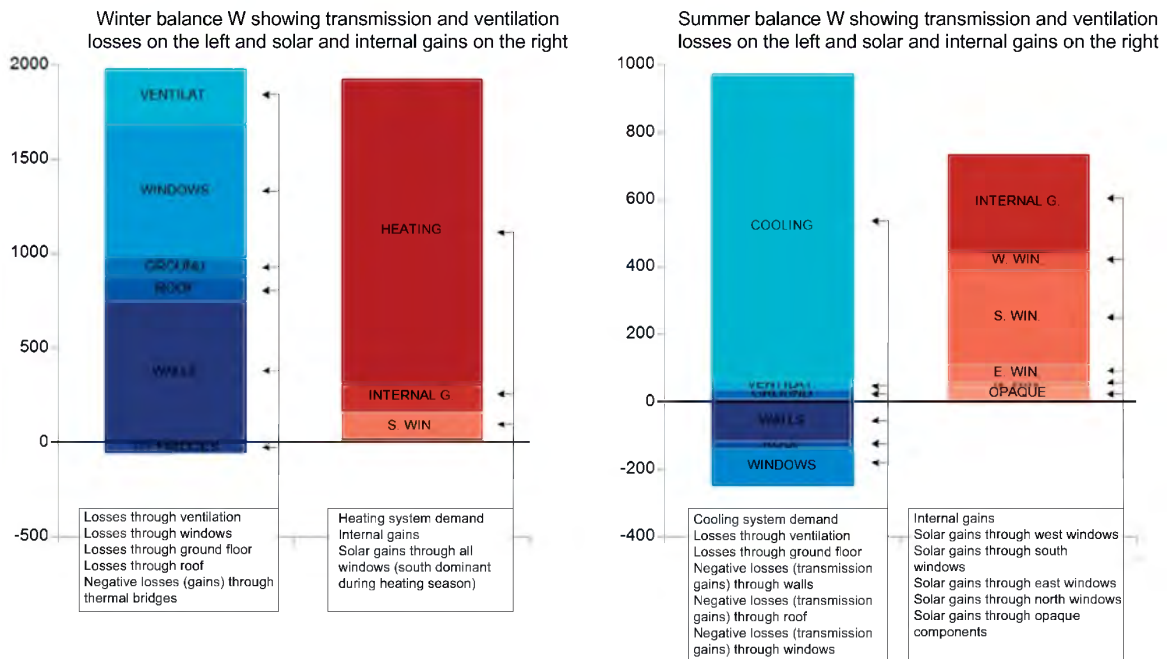 Winter balance W showing transmission and ventilation
losses on the left and solar and internal gains on the right
2000
1500
1000
500
0
-500
VENTILAT
WINDOWS
GROUND
ROOF
WALLS
HEATING
INTERNAL G
S. WIN
Losses through ventilation
Losses through windows
Losses through ground floor
Losses through roof
Negative losses (gains) through
thermal bridges
Heating system demand
Internal gains
Solar gains through all
windows (south dominant
during heating season)
Summer balance W showing transmission and ventilation
losses on the left and solar and internal gains on the right
1000
800
600
400
200
0
-200
-400
COOLING
VENTILAT
GROUND
WALLS
ROOF
WINDOWS
INTERNAL G.
W. WIN
S. WIN.
E. WIN
OPAQUE
Cooling system demand
Losses through ventilation
Losses through ground floor
Negative losses (transmission
gains) through walls
Negative losses (transmission
gains) through roof
Negative losses (transmission
gains) through windows
Internal gains
Solar gains through west windows
Solar gains through south
windows
Solar gains through east windows
Solar gains through north windows
Solar gains through opaque
components